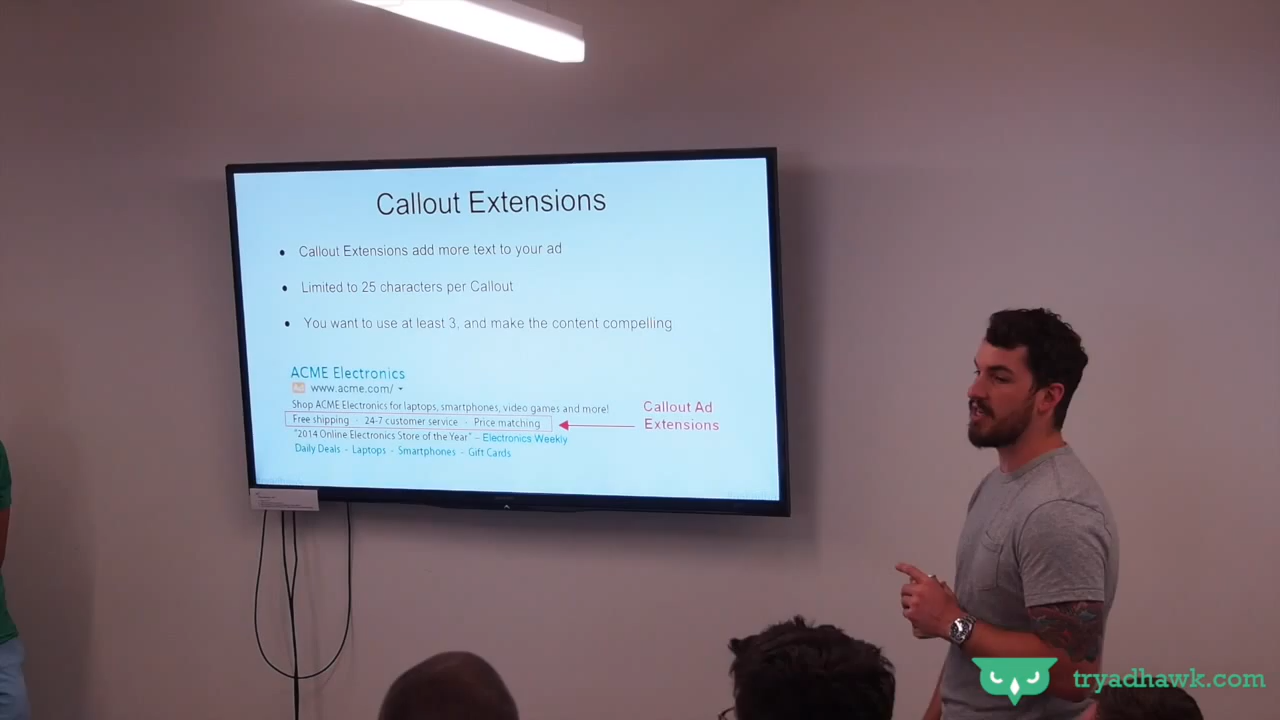 Callout Extensions
• Callout Extensions add more text to your ad
• Limited to 25 characters per Callout
• You want to use at least 3, and make the content compelling
ACME Electronics
Ad www.acme.com/
Shop ACME Electronics for laptops, smartphones, video games and more!
Free shipping · 24-7 customer service · Price matching
"2014 Online Electronics Store of the Year" – Electronics Weekly
Daily Deals · Laptops · Smartphones · Gift Cards
Callout Ad
Extensions
tryadhawk.com